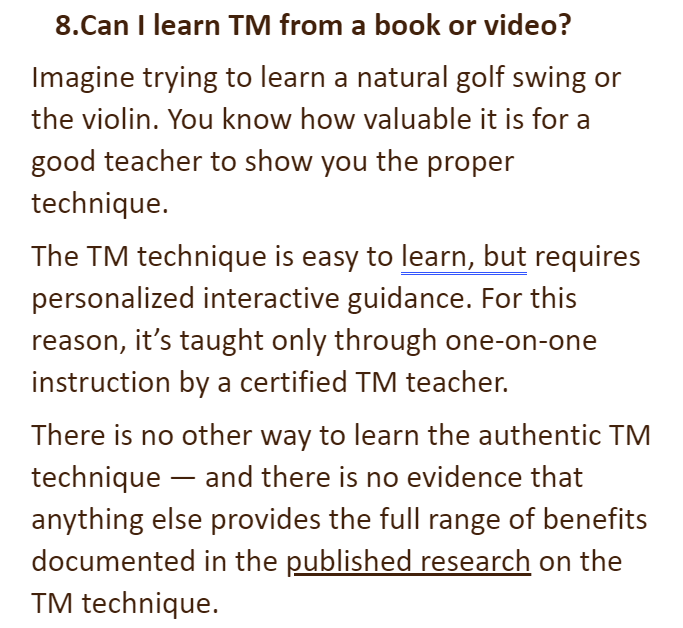 8.Can I learn TM from a book or video?
Imagine trying to learn a natural golf swing or
the violin. You know how valuable it is for a
good teacher to show you the proper
technique.
The TM technique is easy to learn, but requires
personalized interactive guidance. For this
reason, it’s taught only through one-on-one
instruction by a certified TM teacher.
There is no other way to learn the authentic TM
technique — and there is no evidence that
anything else provides the full range of benefits
documented in the published research on the
TM technique.